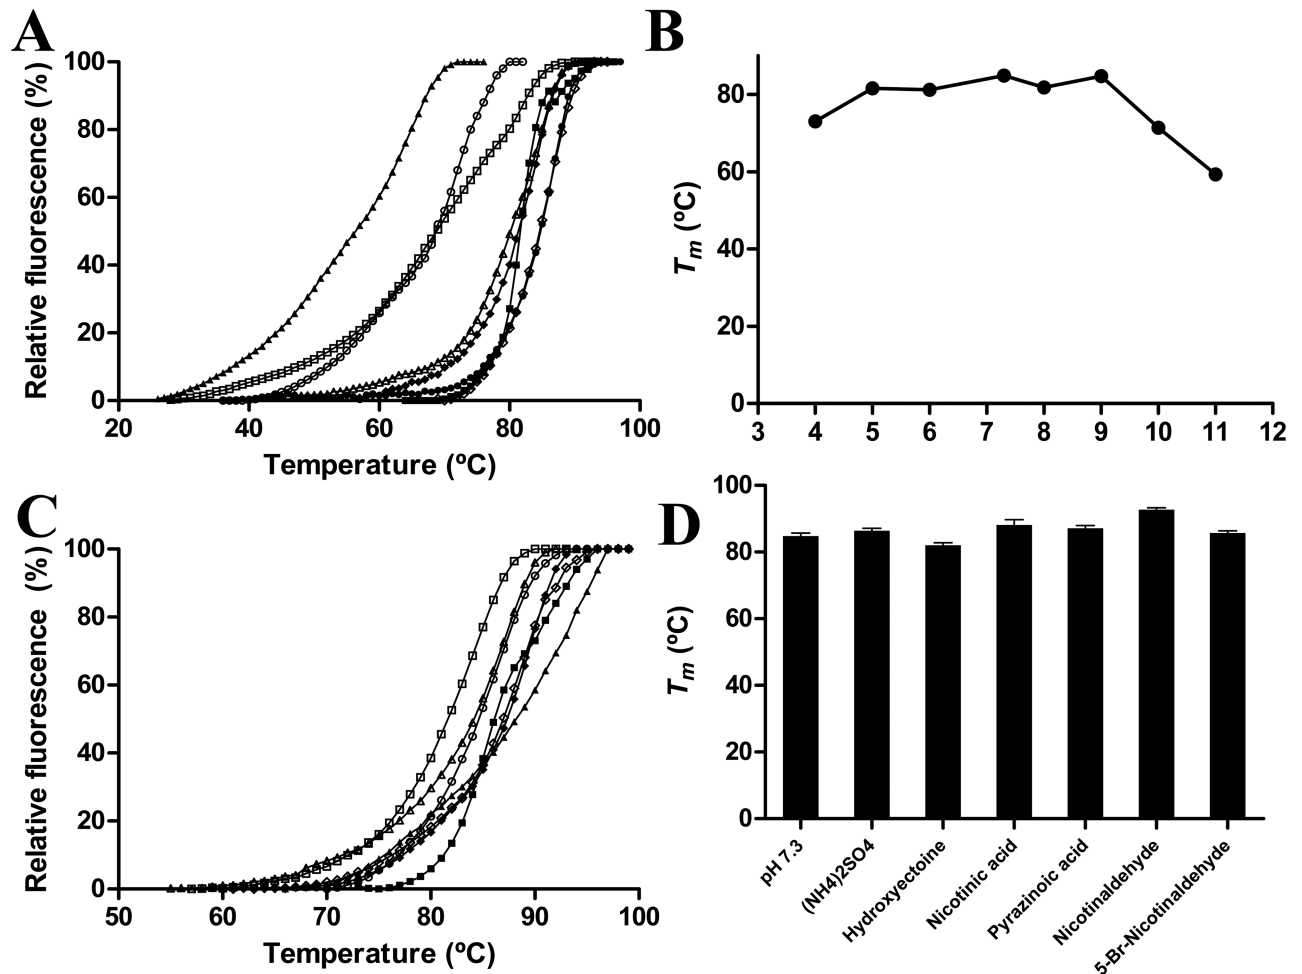 A
Relative fluorescence (%)
100
80
60
40
20
0
20 40 60 80 100
Temperature (ºC)
B
Tm (ºC)
80
60
40
20
0
3 4 5 6 7 8 9 10 11 12
C
Relative fluorescence (%)
100
80
60
40
20
0
50 60 70 80 90 100
Temperature (ºC)
D
Tm (ºC)
100
80
60
40
20
0
pH 7.3
(NH4)2SO4
Hydroxyectoine
Nicotinic acid
Pyrazinoic acid
Nicotinaldehyde
5-Br-Nicotinaldehyde